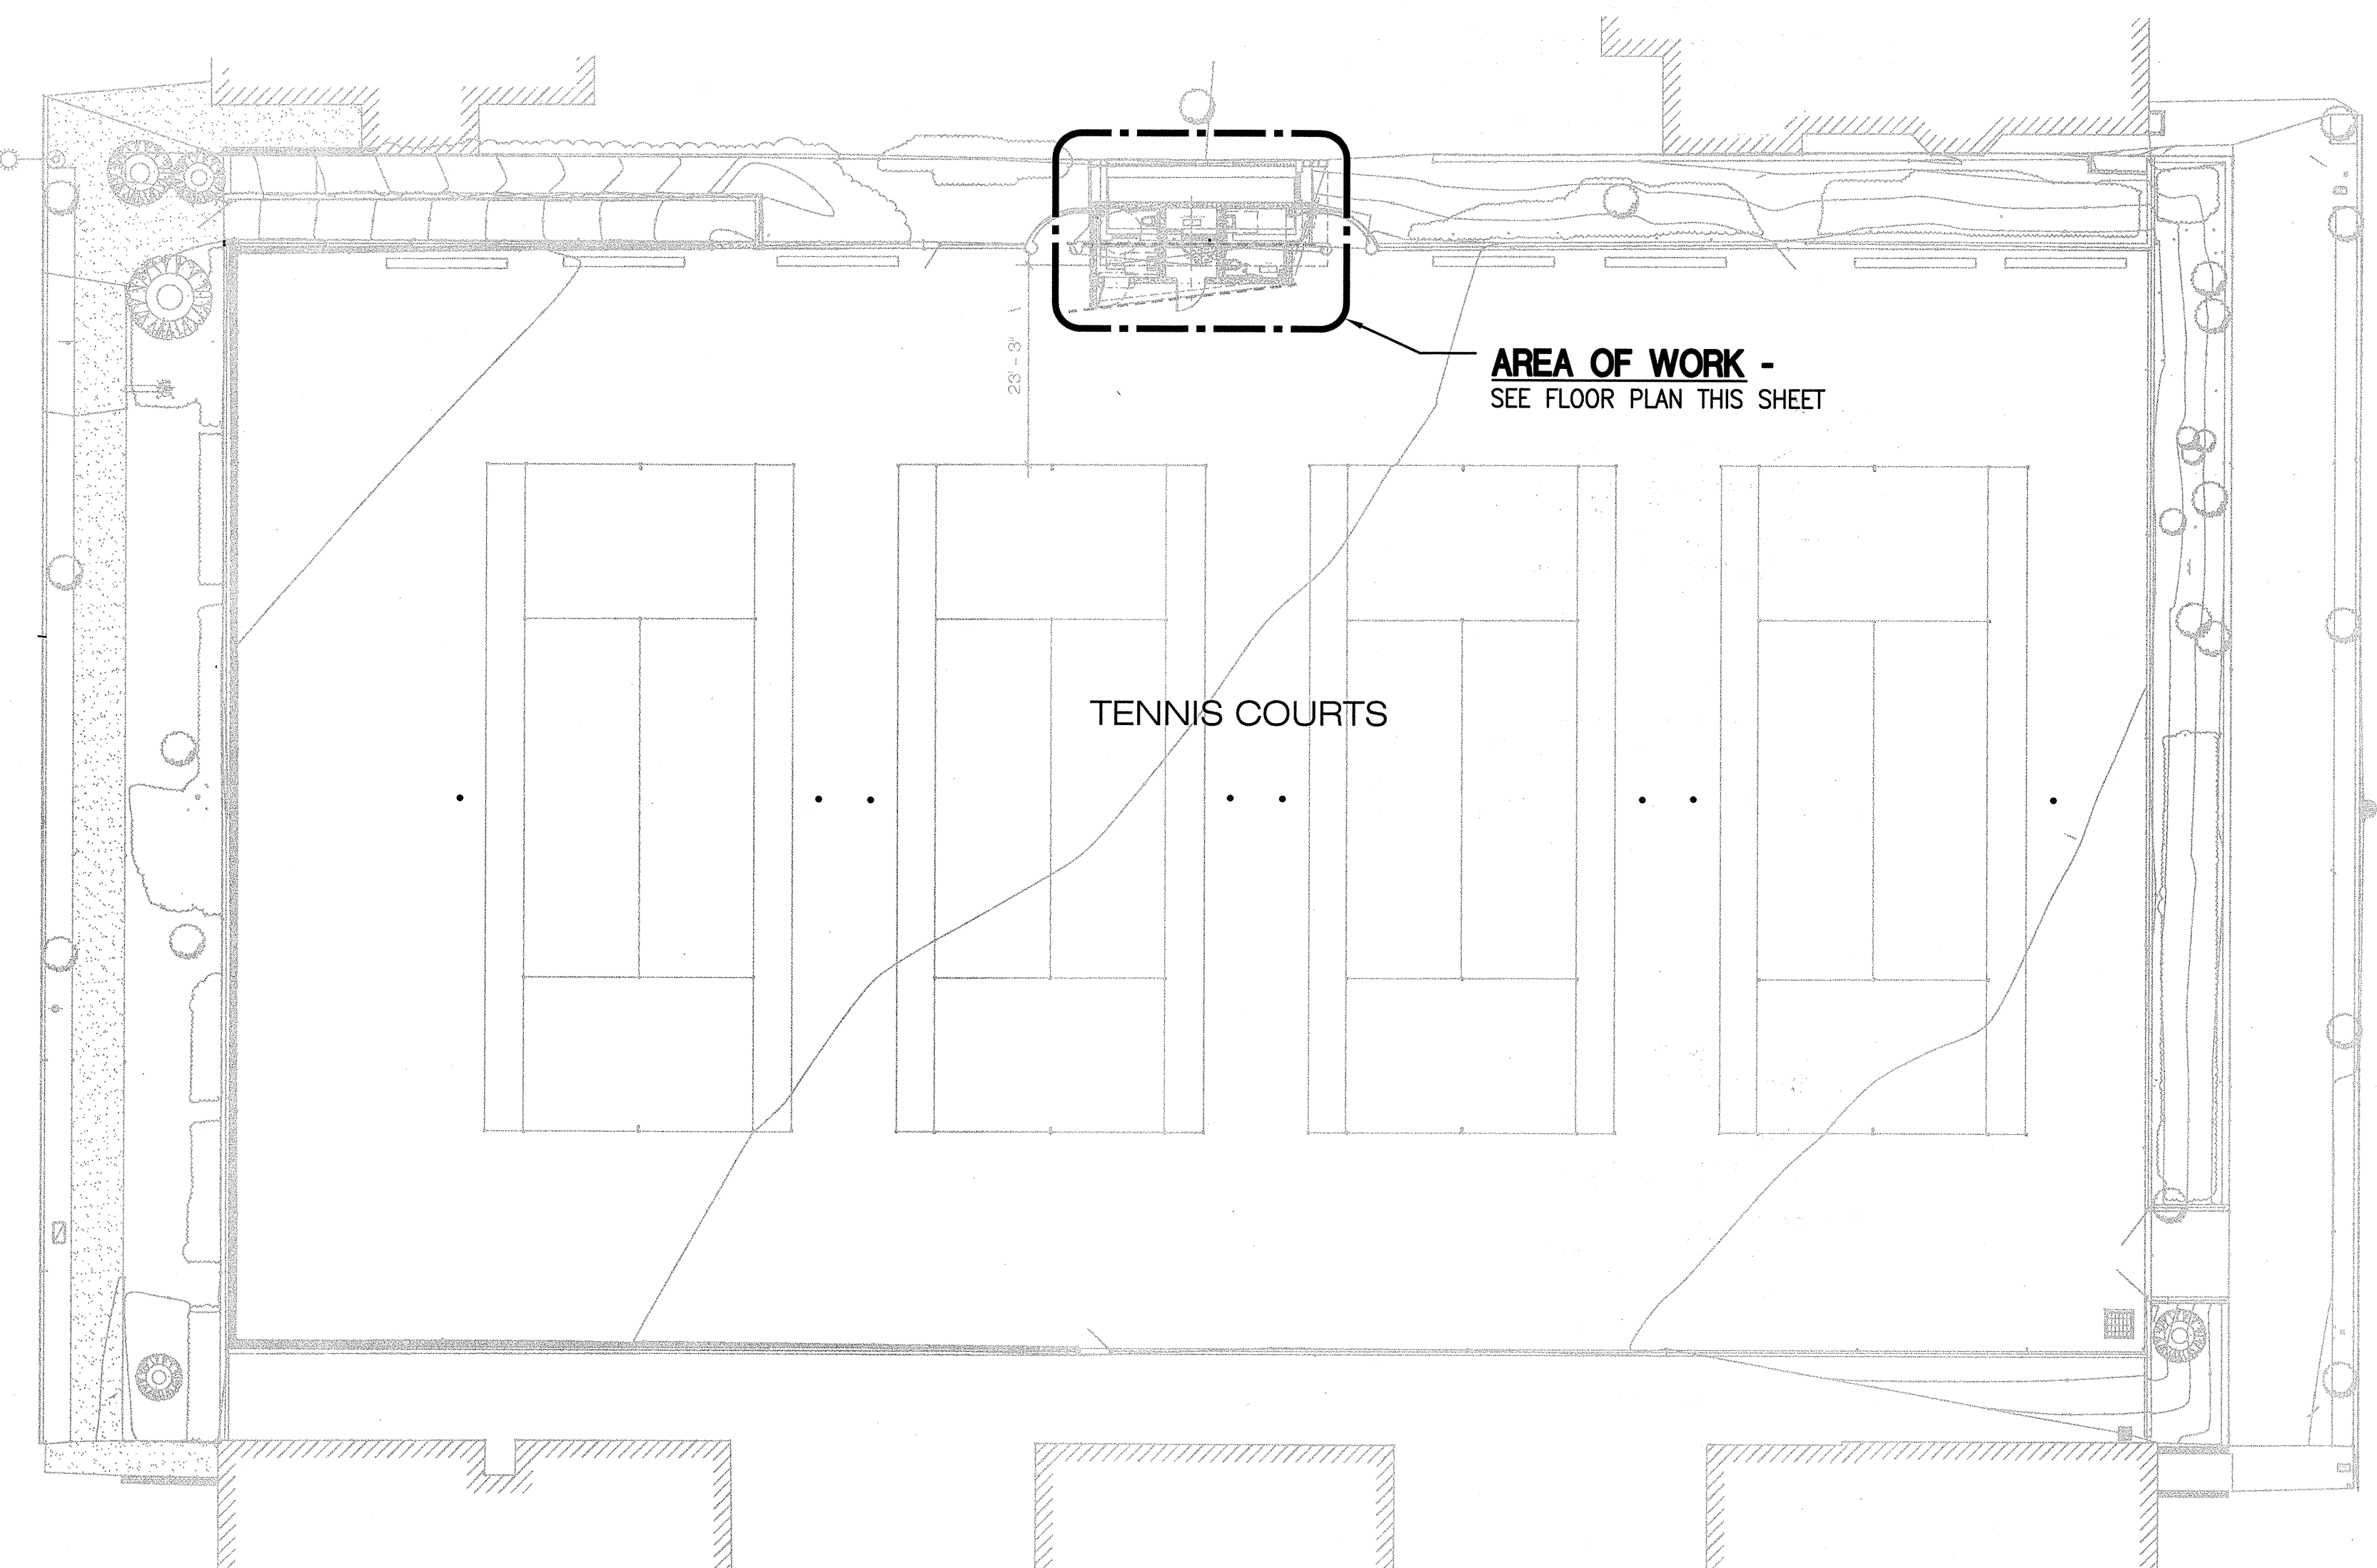 AREA OF WORK -
SEE FLOOR PLAN THIS SHEET
23' - 3"
TENNIS COURTS